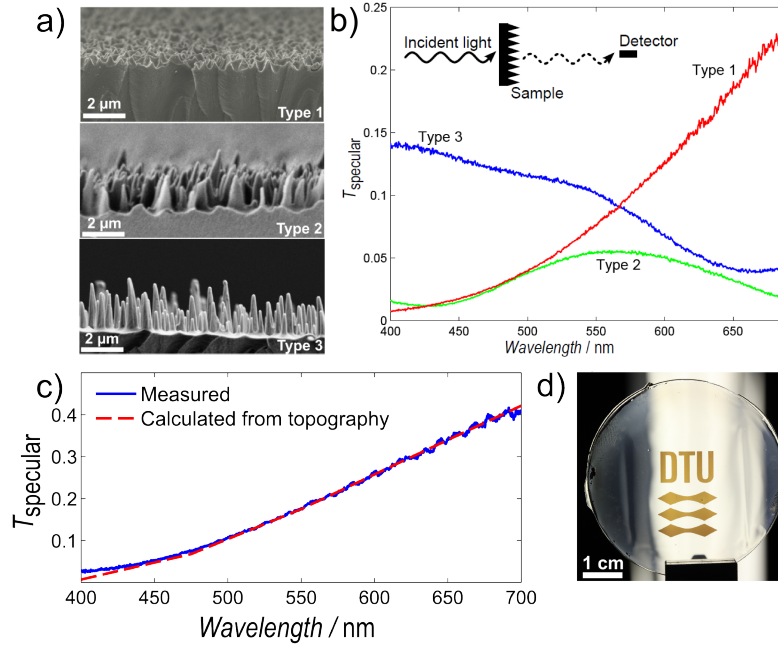 a)
2 µm
Type 1
2 µm
Type 2
2 µm
Type 3
b)
0.25
0.2
0.15
0.1
0.05
0
Tspecular
Incident light
Sample
Detector
Type 1
Type 3
Type 2
400
450
500
550
600
650
Wavelength / nm
c)
Measured
Calculated from topography
0.4
0.3
0.2
0.1
Tspecular
400
450
500
550
600
650
700
Wavelength / nm
d)
DTU
1 cm